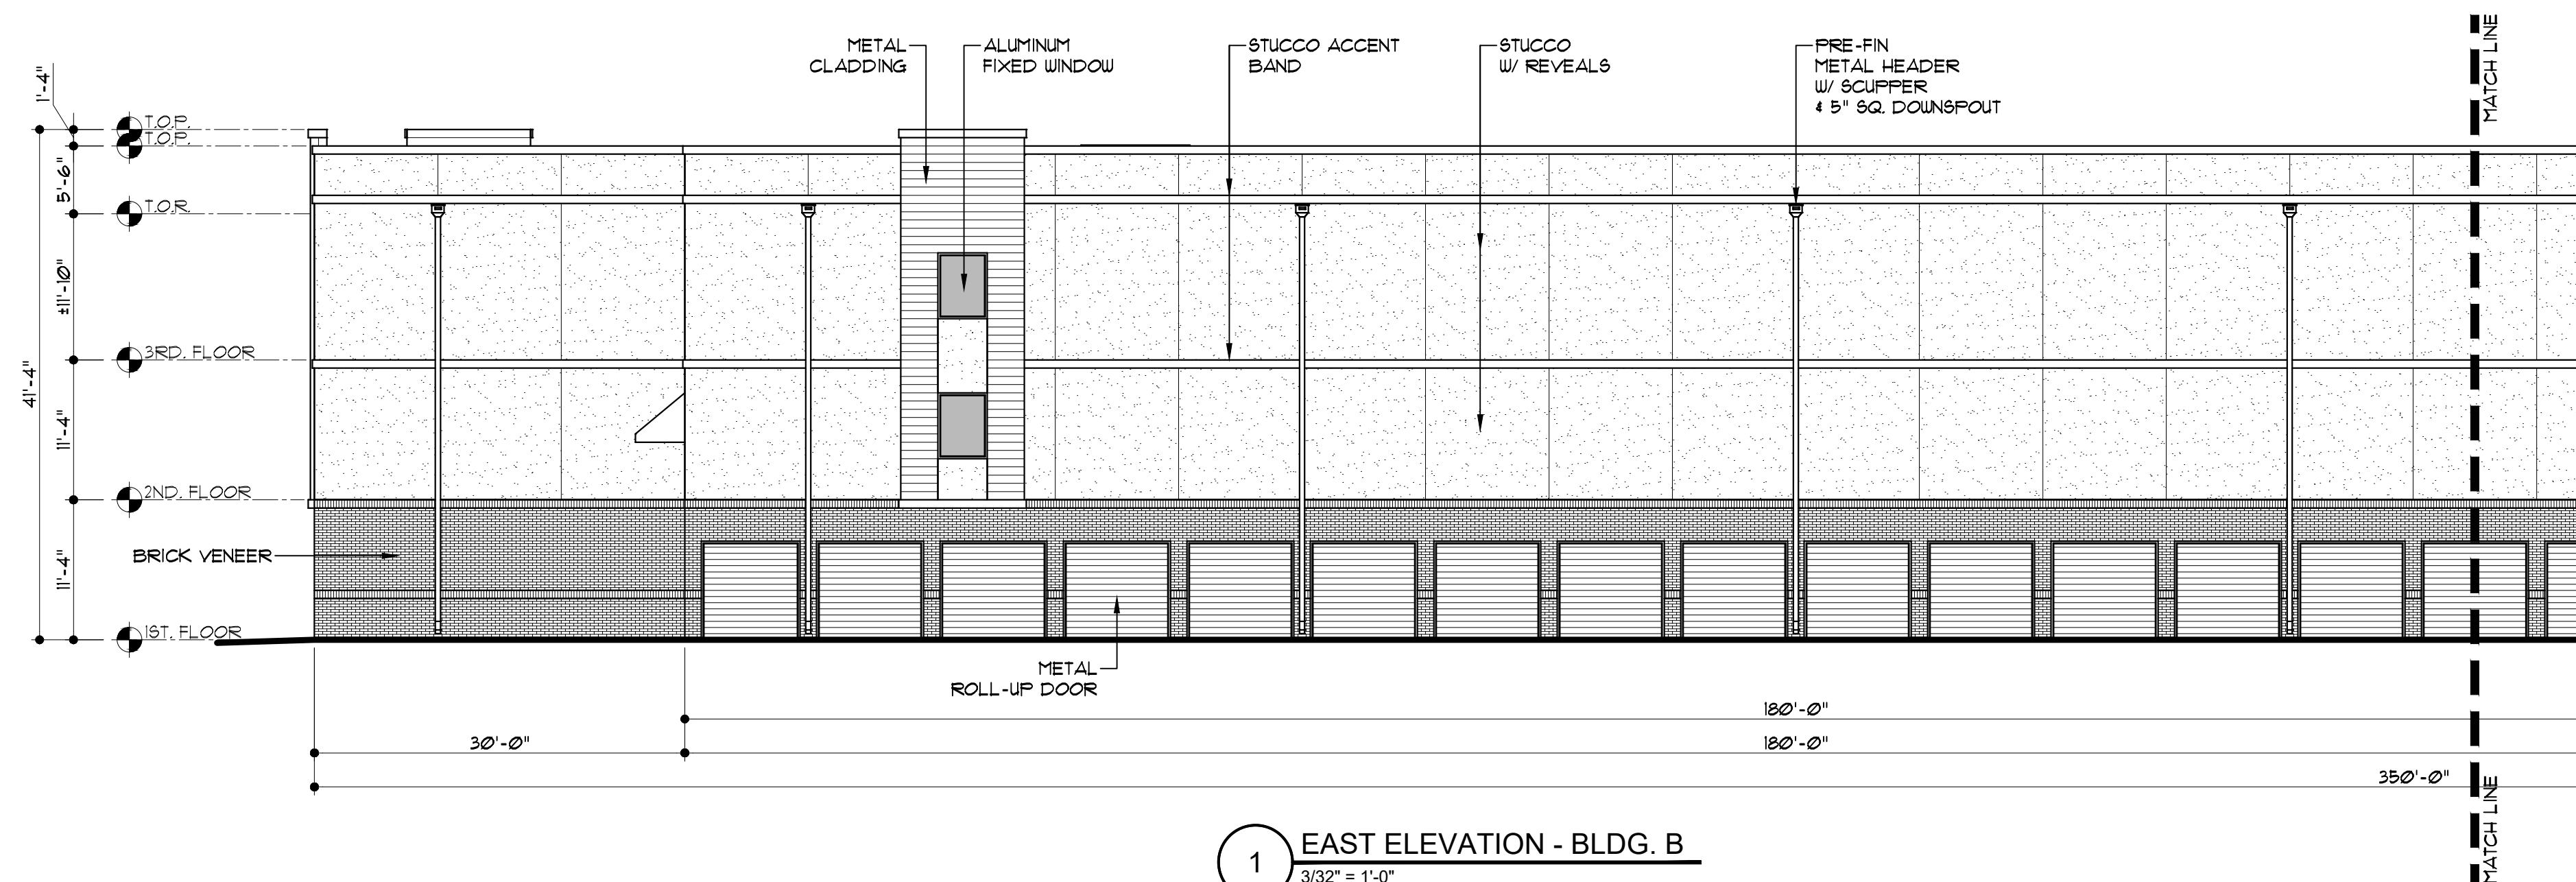 METAL
CLADDING
ALUMINUM
FIXED WINDOW
STUCCO ACCENT
BAND
STUCCO
W/ REVEALS
PRE-FIN
METAL HEADER
W/ SCUPPER
& 5" SQ. DOWNSPOUT
MATCH LINE
1'-4"
T.O.P.
T.O.P.
5'-6"
T.O.R.
±11'-10"
3RD. FLOOR
41'-4"
11'-4"
2ND. FLOOR
BRICK VENEER
11'-4"
1ST. FLOOR
METAL
ROLL-UP DOOR
180'-0"
30'-0"
180'-0"
350'-0"
MATCH LINE
1
EAST ELEVATION - BLDG. B
3/32" = 1'-0"